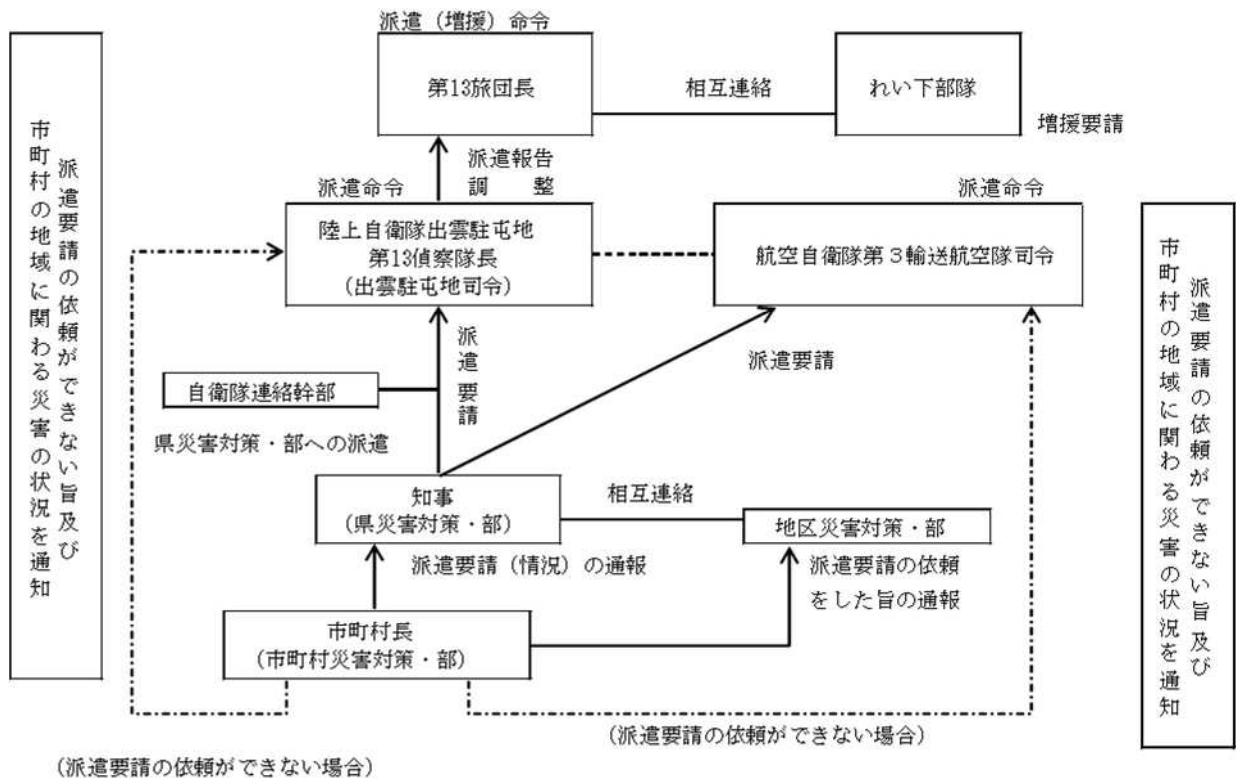 派遣（増援）命令
第13旅団長
相互連絡
れい下部隊
増援要請
派遣報告
調　整
派遣命令
派遣命令
陸上自衛隊出雲駐屯地
第13偵察隊長
（出雲駐屯地司令）
航空自衛隊第３輸送航空隊司令
派遣要請
派遣要請
自衛隊連絡幹部
県災害対策・部への派遣
知事
（県災害対策・部）
相互連絡
地区災害対策・部
派遣要請（情況）の通報
派遣要請の依頼
をした旨の通報
市町村長
（市町村災害対策・部）
（派遣要請の依頼ができない場合）
（派遣要請の依頼ができない場合）
派遣要請の依頼ができない旨及び
市町村の地域に関わる災害の状況を通知
派遣要請の依頼ができない旨及び
市町村の地域に関わる災害の状況を通知